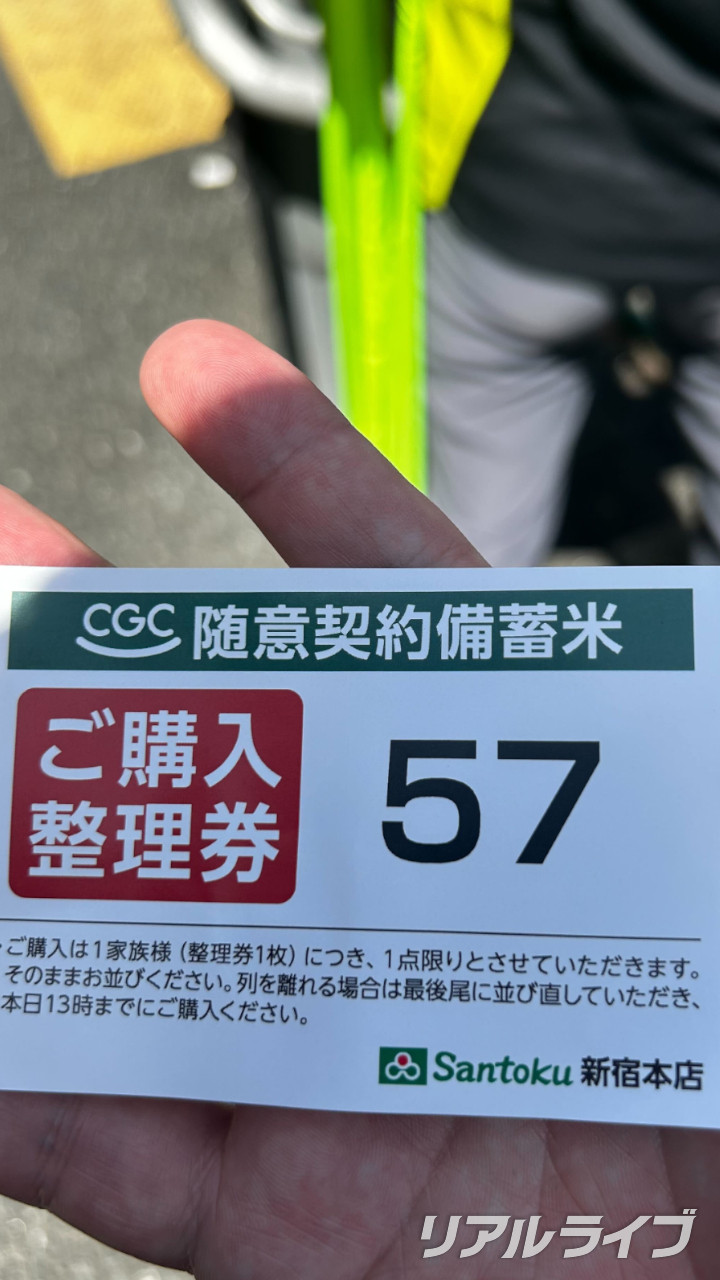 CGC 随意契約備蓄米
ご購入
整理券
57
・ご購入は1家族様（整理券1枚）につき、1点限りとさせていただきます。
そのままお並びください。列を離れる場合は最後尾に並び直していただき、
本日13時までにご購入ください。
Santoku 新宿本店
リアルライブ